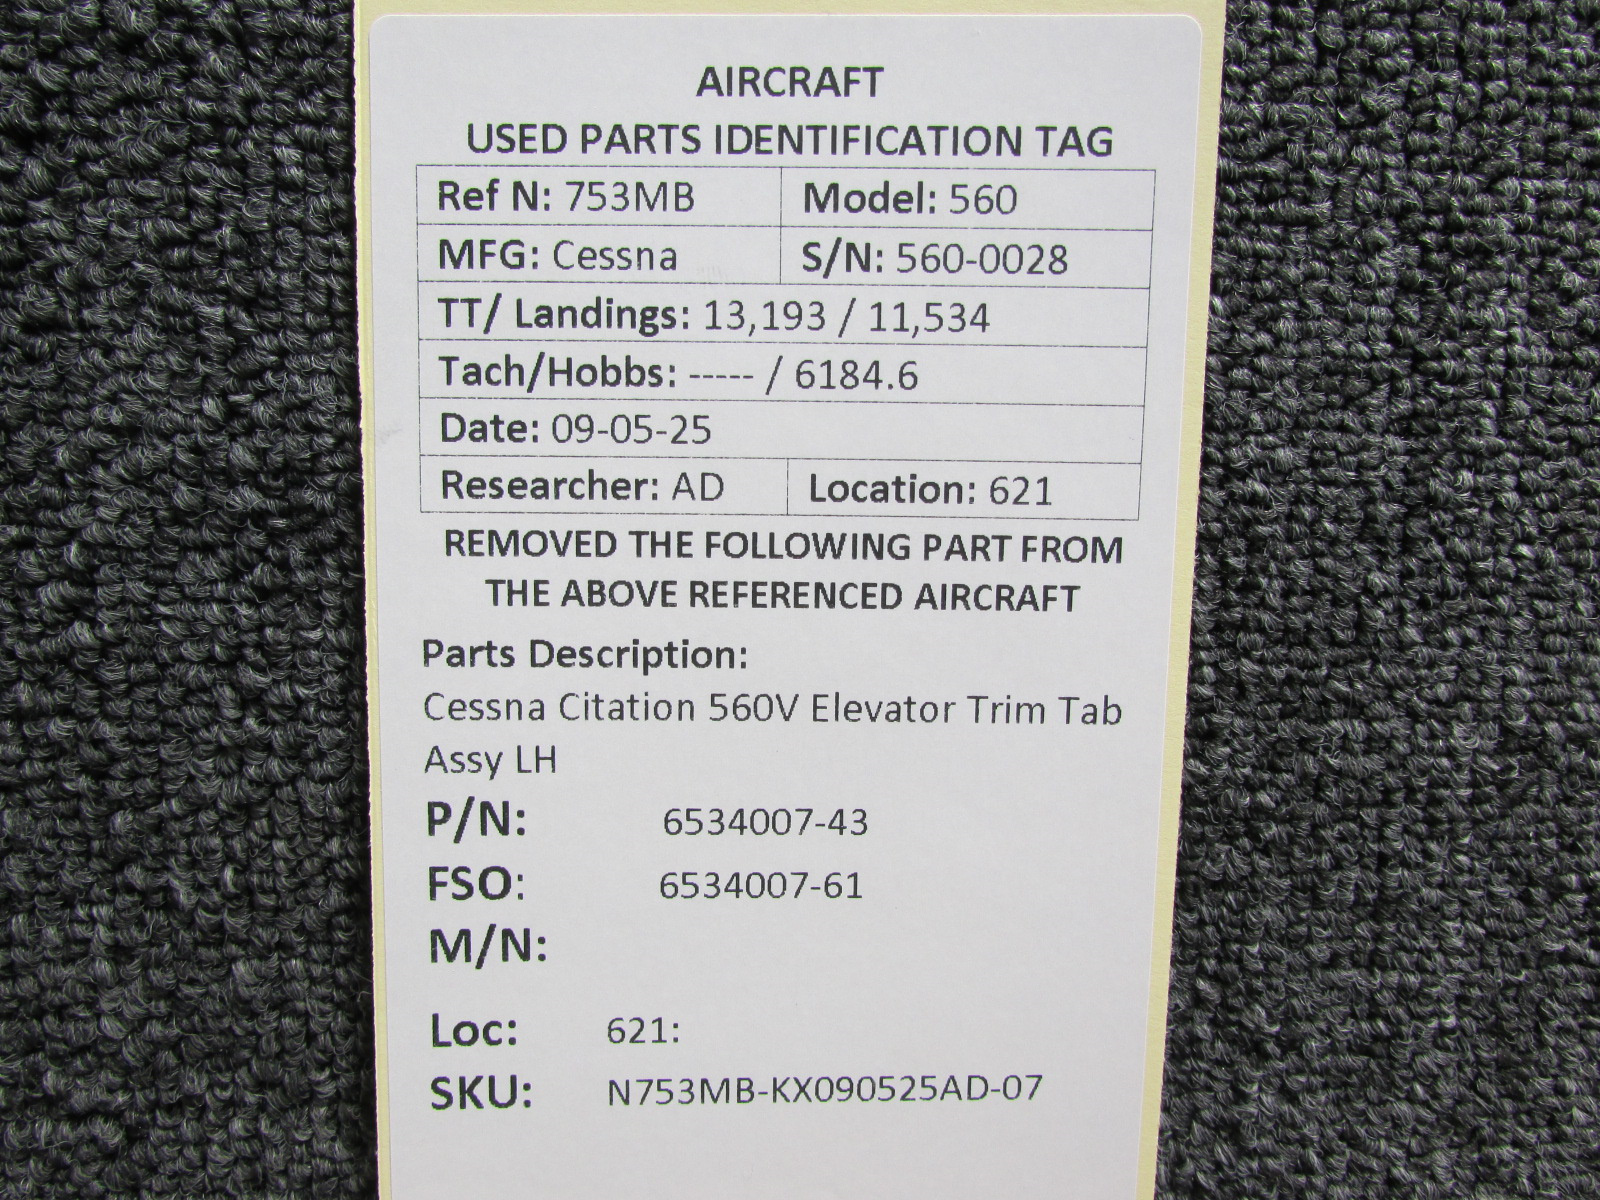 AIRCRAFT
USED PARTS IDENTIFICATION TAG
Ref N: 753MB Model: 560
MFG: Cessna S/N: 560-0028
TT/ Landings: 13,193 / 11,534
Tach/Hobbs: ----- / 6184.6
Date: 09-05-25
Researcher: AD Location: 621
REMOVED THE FOLLOWING PART FROM
THE ABOVE REFERENCED AIRCRAFT
Parts Description:
Cessna Citation 560V Elevator Trim Tab
Assy LH
P/N: 6534007-43
FSO: 6534007-61
M/N:
Loc: 621:
SKU: N753MB-KX090525AD-07